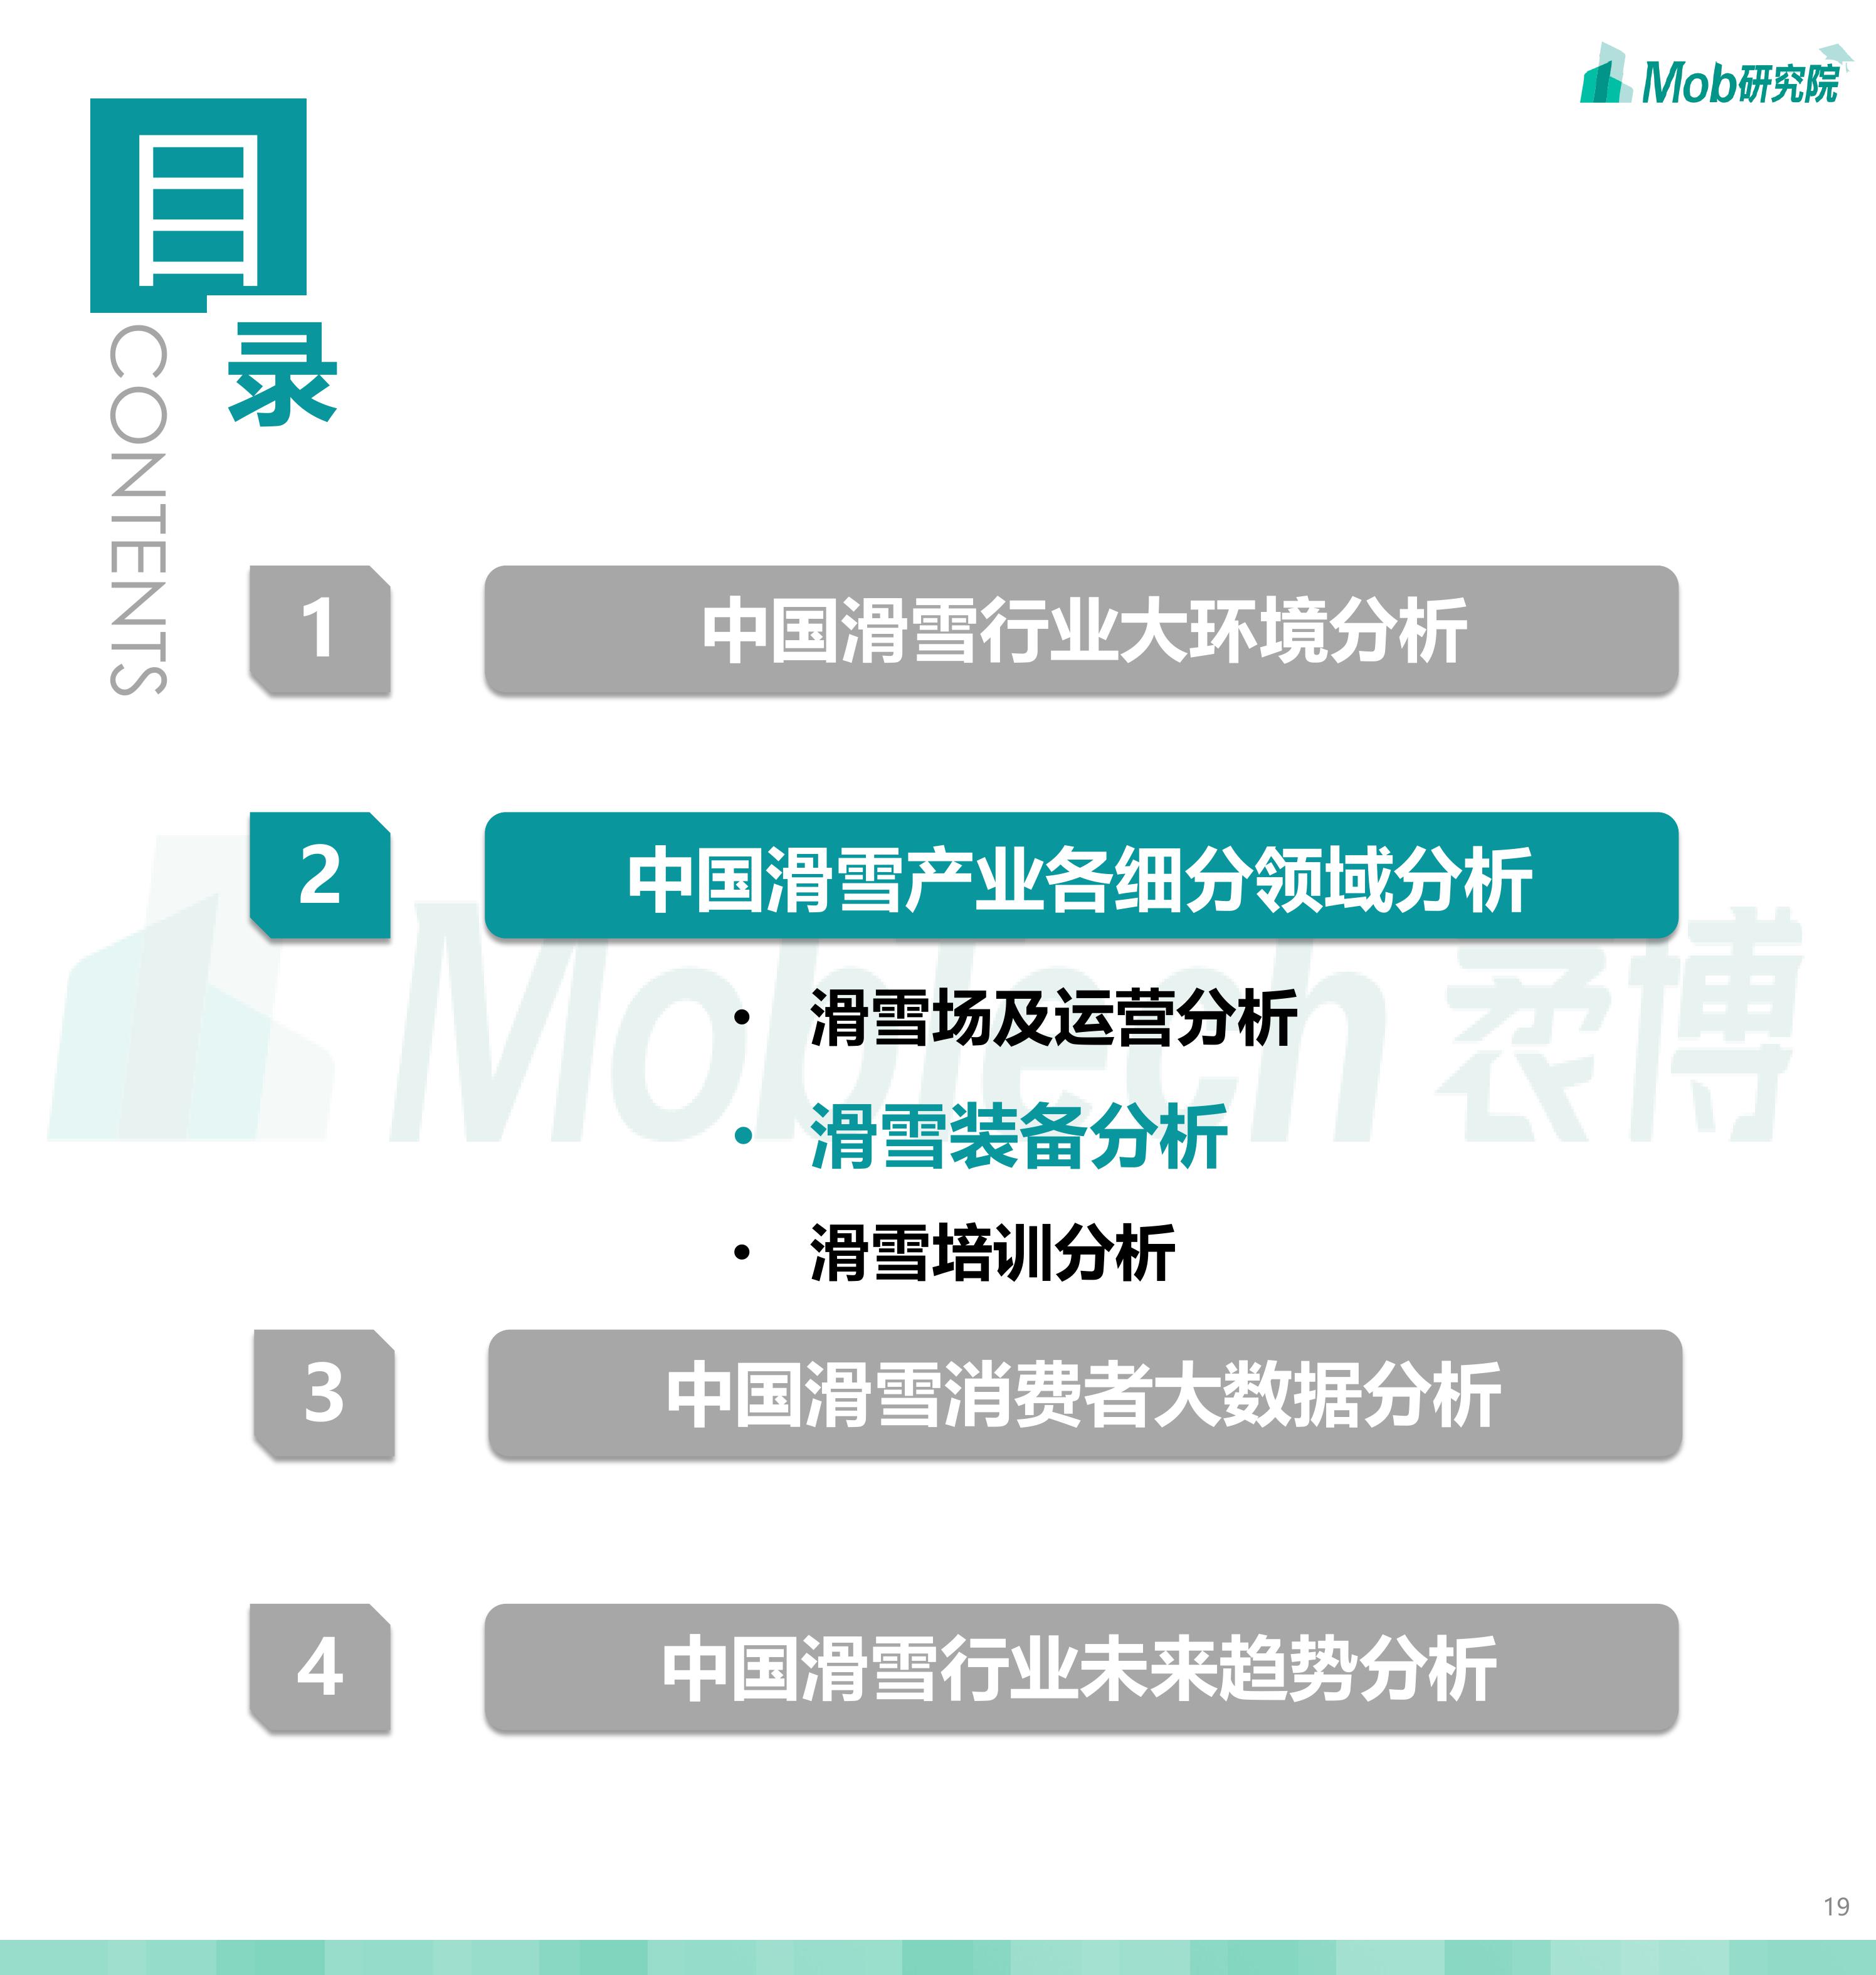 Mob研究院
目
录
CONTENTS
1
中国滑雪行业大环境分析
2
中国滑雪产业各细分领域分析
• 滑雪场及运营分析
• 滑雪装备分析
• 滑雪培训分析
3
中国滑雪消费者大数据分析
4
中国滑雪行业未来趋势分析
MobTech 袤博
19